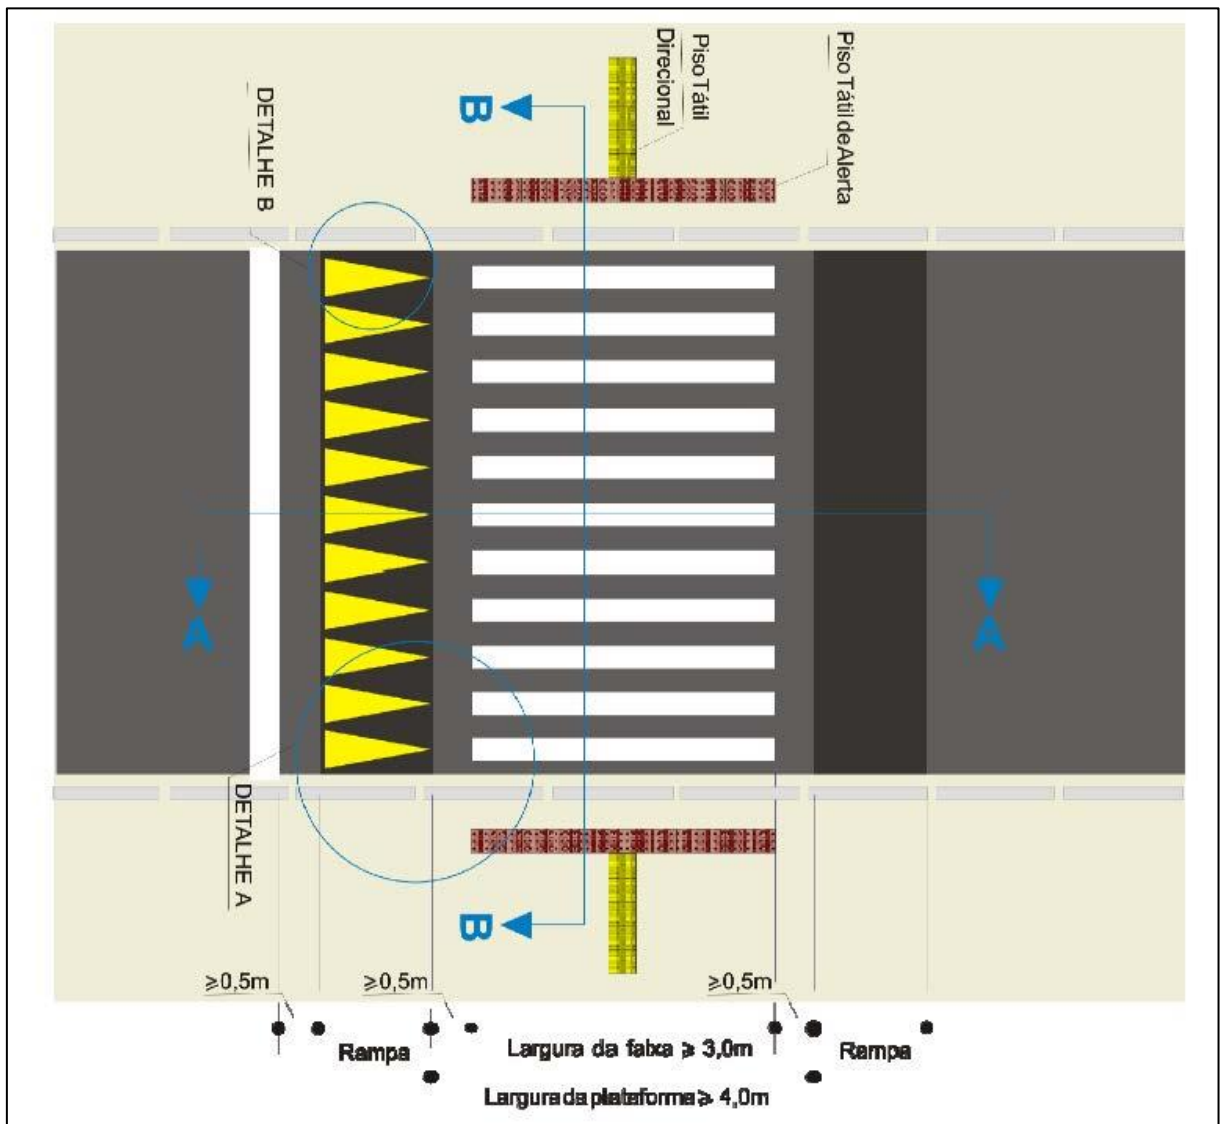 DETALHE B
B
Piso Tátil
Direcional
Piso Tátil de Alerta
A
A
DETALHE A
B
≥0,5m
≥0,5m
≥0,5m
Rampa
Largura da faixa ≥ 3,0m
Rampa
Largura da plataforma ≥ 4,0m